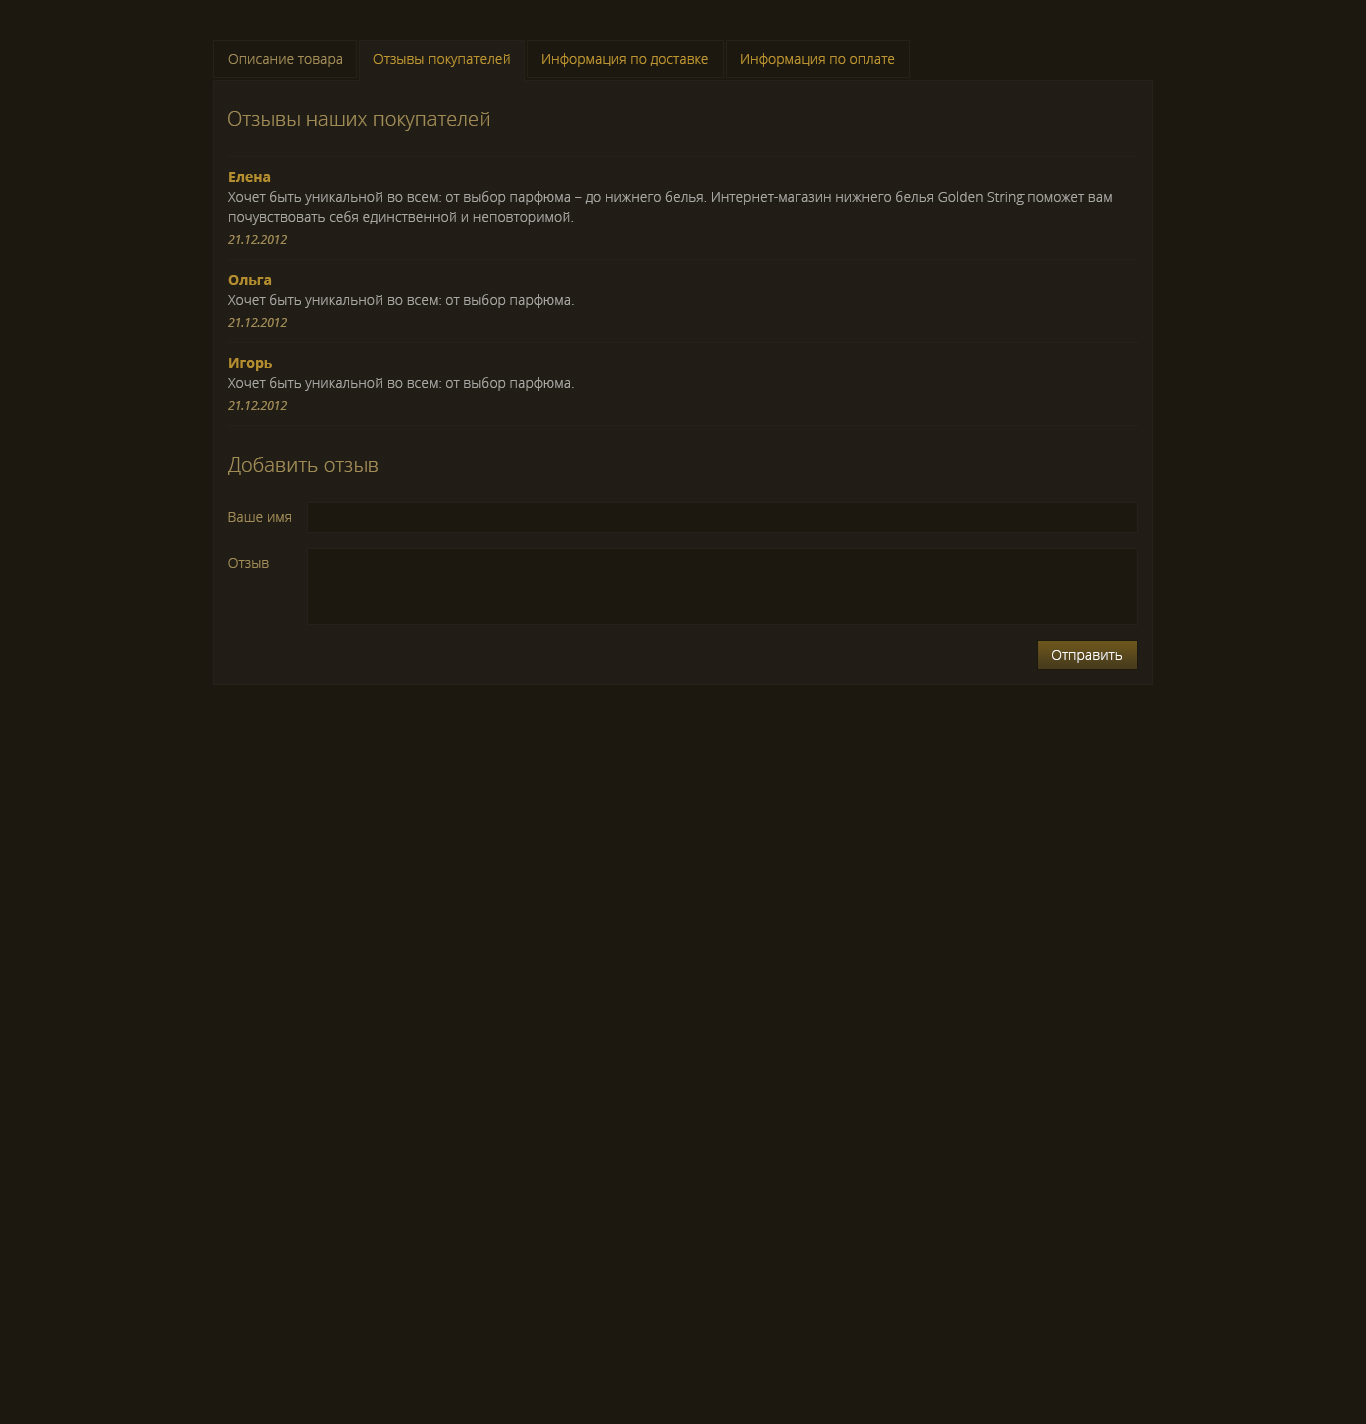 Описание товара Отзывы покупателей Информация по доставке Информация по оплате
Отзывы наших покупателей
Елена
Хочет быть уникальной во всем: от выбор парфюма – до нижнего белья. Интернет-магазин нижнего белья Golden String поможет вам
почувствовать себя единственной и неповторимой.
21.12.2012
Ольга
Хочет быть уникальной во всем: от выбор парфюма.
21.12.2012
Игорь
Хочет быть уникальной во всем: от выбор парфюма.
21.12.2012
Добавить отзыв
Ваше имя
Отзыв
Отправить